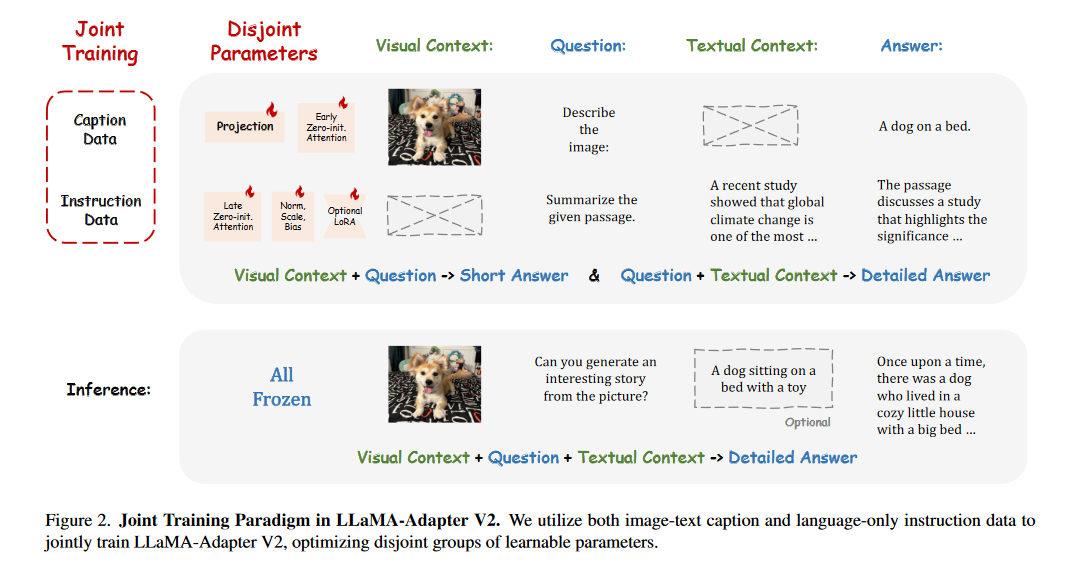 Joint
Training
Disjoint
Parameters
Visual Context:
Question:
Textual Context:
Answer:
Caption
Data
Projection
Early
Zero-init.
Attention
Describe
the
image:
A dog on a bed.
Instruction
Data
Late
Zero-init.
Attention
Norm,
Scale,
Bias
Optional
LoRA
Summarize the
given passage.
A recent study
showed that global
climate change is
one of the most ...
The passage
discusses a study
that highlights the
significance ...
Visual Context + Question -> Short Answer & Question + Textual Context -> Detailed Answer
Inference:
All
Frozen
Can you generate an
interesting story
from the picture?
A dog sitting on a
bed with a toy
Optional
Once upon a time,
there was a dog
who lived in a
cozy little house
with a big bed ...
Visual Context + Question + Textual Context -> Detailed Answer
Figure 2. Joint Training Paradigm in LLaMA-Adapter V2. We utilize both image-text caption and language-only instruction data to
jointly train LLaMA-Adapter V2, optimizing disjoint groups of learnable parameters.